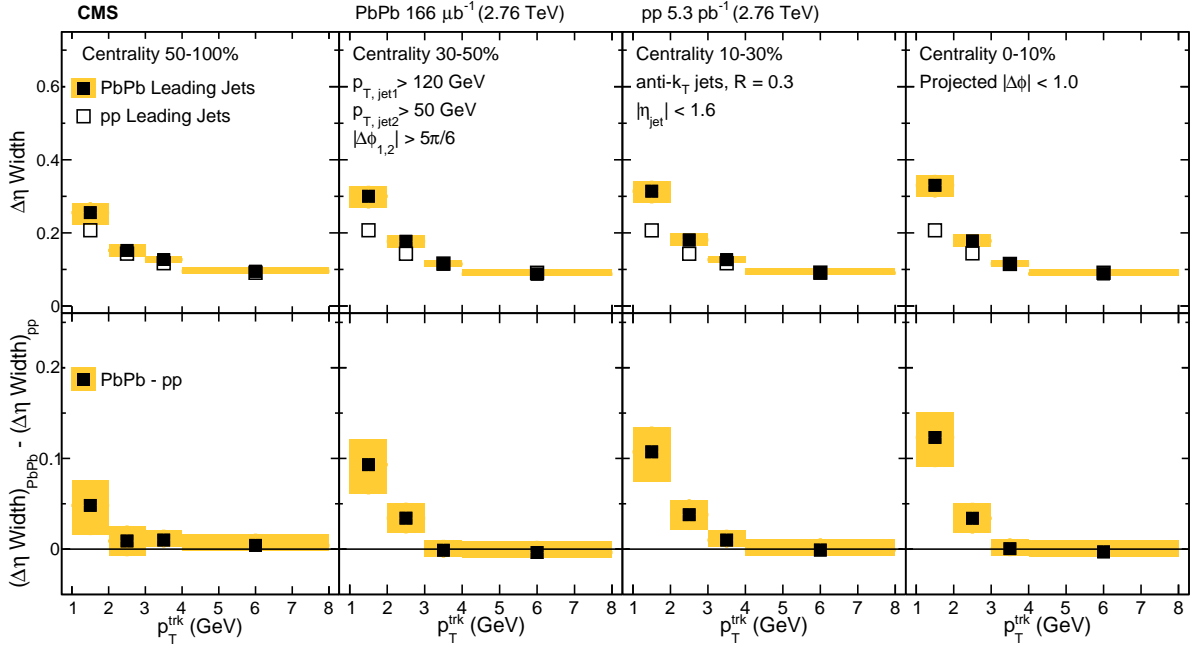 CMS
PbPb 166 μb⁻¹ (2.76 TeV)
pp 5.3 pb⁻¹ (2.76 TeV)
Centrality 50-100%
PbPb Leading Jets
pp Leading Jets
Centrality 30-50%
p_T, jet1 > 120 GeV
p_T, jet2 > 50 GeV
|Δϕ_1,2| > 5π/6
Centrality 10-30%
anti-k_T jets, R = 0.3
|η_jet| < 1.6
Centrality 0-10%
Projected |Δϕ| < 1.0
Δη Width
0.6
0.4
0.2
0
PbPb - pp
(Δη Width)_PbPb - (Δη Width)_pp
0.2
0.1
0
1 2 3 4 5 6 7 8
1 2 3 4 5 6 7 8
1 2 3 4 5 6 7 8
1 2 3 4 5 6 7 8
p_T^trk (GeV)
p_T^trk (GeV)
p_T^trk (GeV)
p_T^trk (GeV)